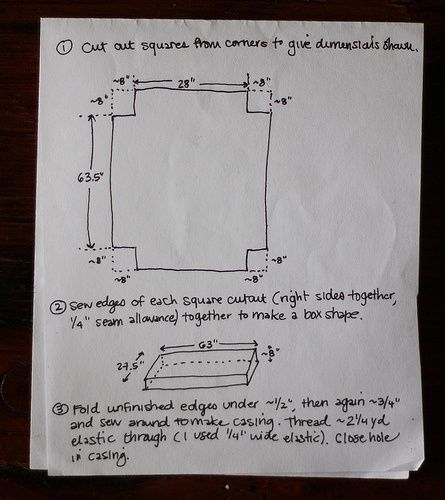 ① Cut out squares from corners to give dimensions shown.
~8" 28" ~8"
~8" ~8"
63.5"
~8" ~8"
~8" ~8"
② Sew edges of each square cutout (right sides together,
1/4" seam allowance) together to make a box shape.
63"
27.5" ~8"
③ Fold unfinished edges under ~1/2", then again ~3/4"
and sew around to make casing. Thread ~2 1/4 yd
elastic through (I used 1/4" wide elastic). Close hole
in casing.